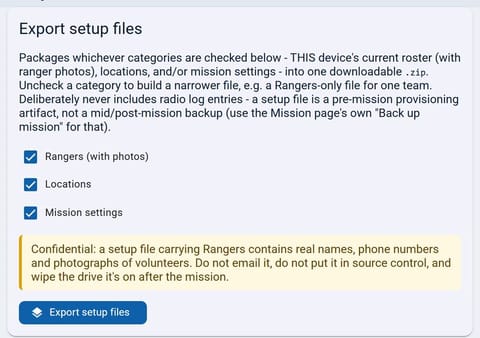 Export setup files
Packages whichever categories are checked below - THIS device's current roster (with
ranger photos), locations, and/or mission settings - into one downloadable .zip.
Uncheck a category to build a narrower file, e.g. a Rangers-only file for one team.
Deliberately never includes radio log entries - a setup file is a pre-mission provisioning
artifact, not a mid/post-mission backup (use the Mission page's own "Back up
mission" for that).
Rangers (with photos)
Locations
Mission settings
Confidential: a setup file carrying Rangers contains real names, phone numbers
and photographs of volunteers. Do not email it, do not put it in source control, and
wipe the drive it's on after the mission.
Export setup files